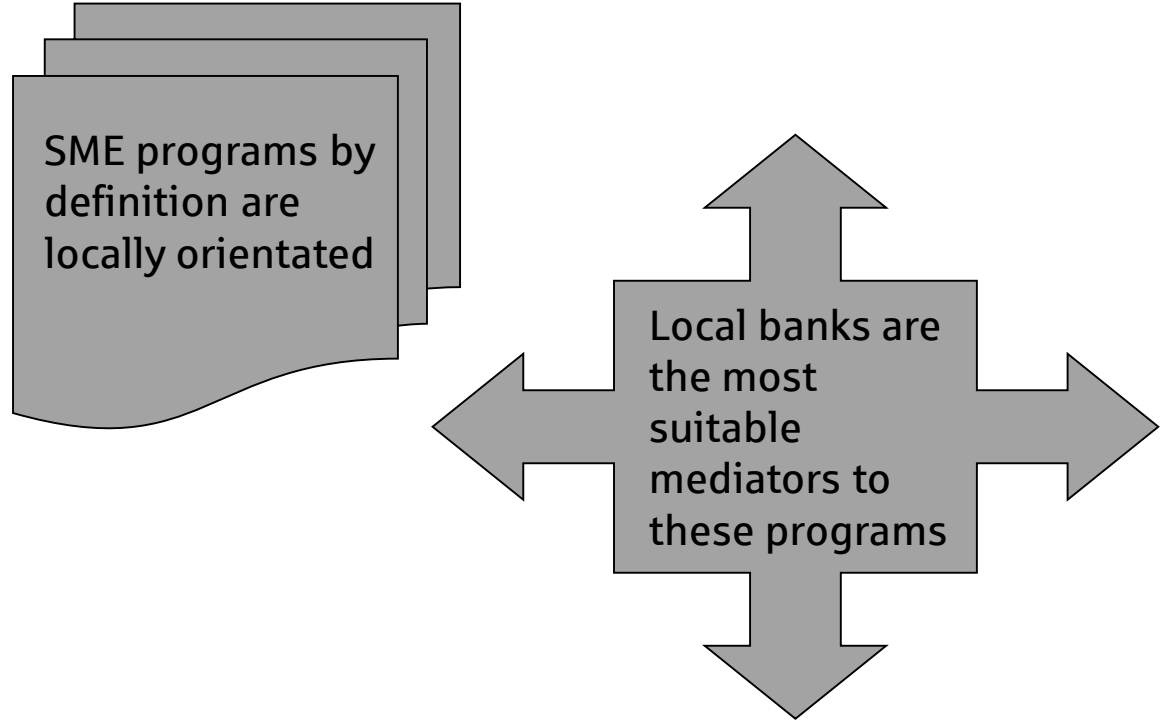 SME programs by
definition are
locally orientated
Local banks are
the most
suitable
mediators to
these programs